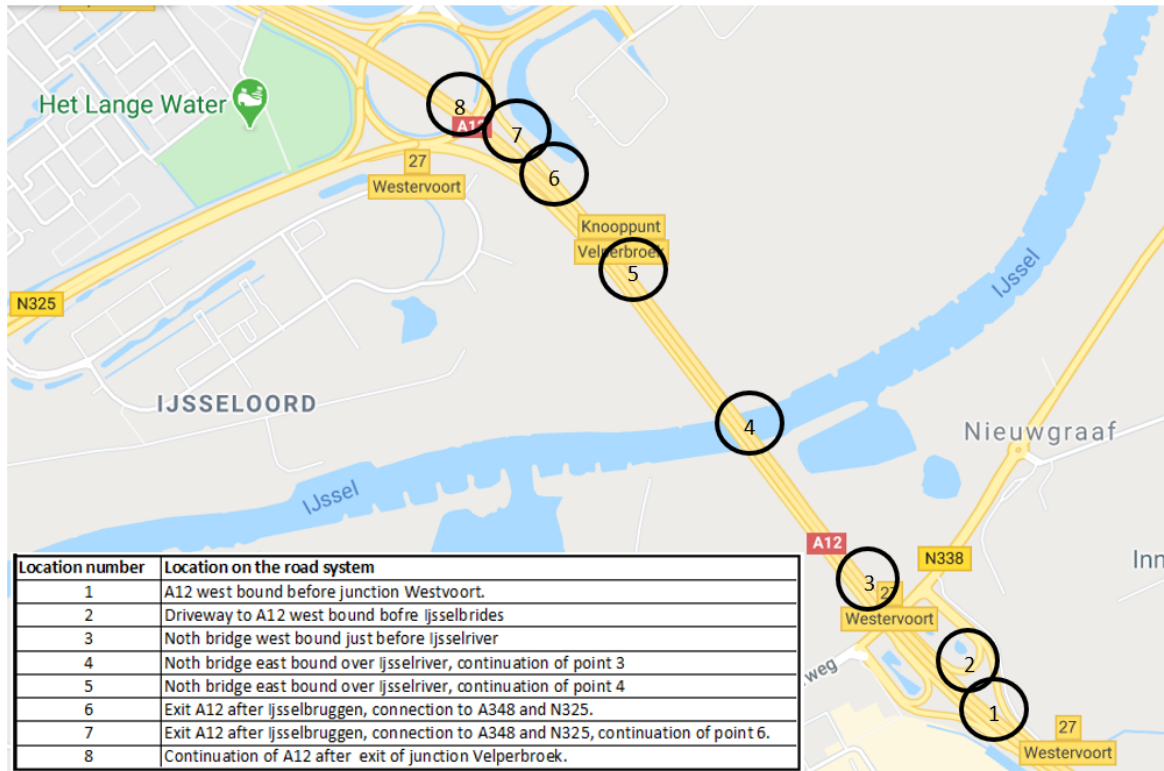 Het Lange Water
8
A12
7
27
Westervoort
6
Knooppunt
Velperbroek
5
N325
IJssel
IJSSELOORD
4
Nieuwgraaf
IJssel
A12
N338
3
Inn
27
Westervoort
2
rweg
1
27
Westervoort
Location number Location on the road system
1 A12 west bound before junction Westvoort.
2 Driveway to A12 west bound bofre Ijsselbrides
3 Noth bridge west bound just before Ijsselriver
4 Noth bridge east bound over Ijsselriver, continuation of point 3
5 Noth bridge east bound over Ijsselriver, continuation of point 4
6 Exit A12 after Ijsselbruggen, connection to A348 and N325.
7 Exit A12 after Ijsselbruggen, connection to A348 and N325, continuation of point 6.
8 Continuation of A12 after exit of junction Velperbroek.